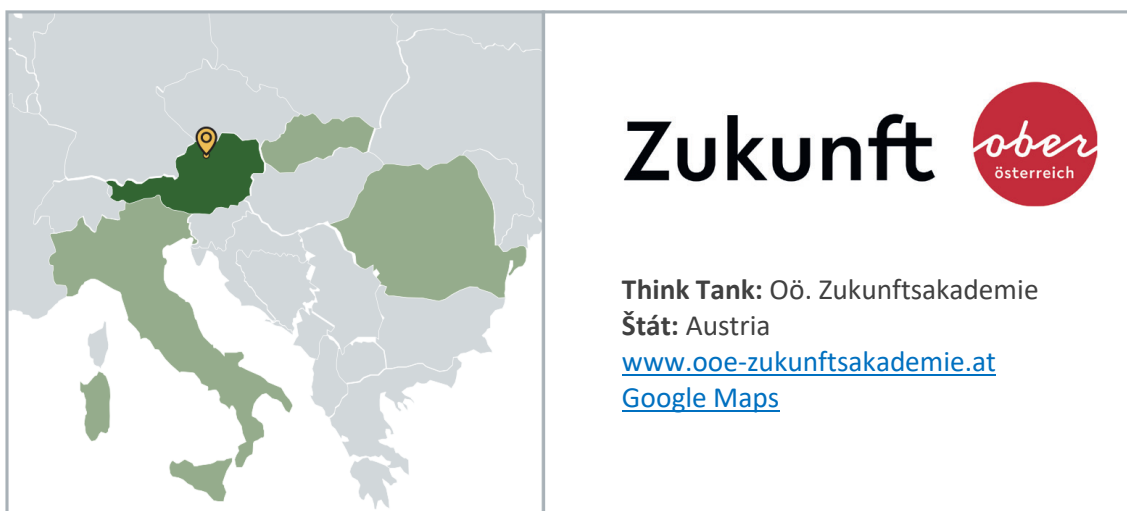 Zukunft
ober
österreich
Think Tank: Oö. Zukunftsakademie
Štát: Austria
www.ooe-zukunftsakademie.at
Google Maps